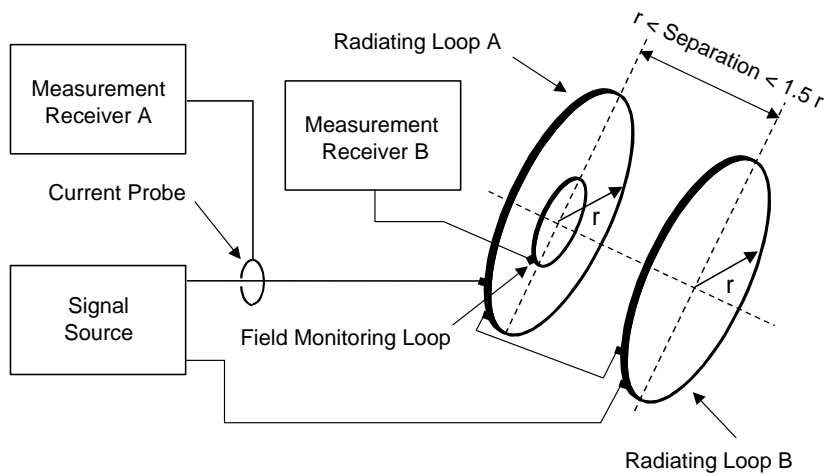 r < Separation < 1.5 r
Radiating Loop A
Measurement
Receiver A
Measurement
Receiver B
Current Probe
r
r
Signal
Source
Field Monitoring Loop
Radiating Loop B